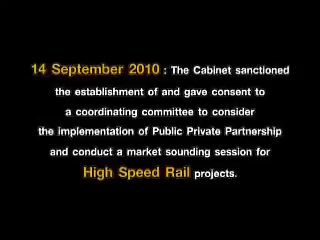 14 September 2010 : The Cabinet sanctioned
the establishment of and gave consent to
a coordinating committee to consider
the implementation of Public Private Partnership
and conduct a market sounding session for
High Speed Rail projects.